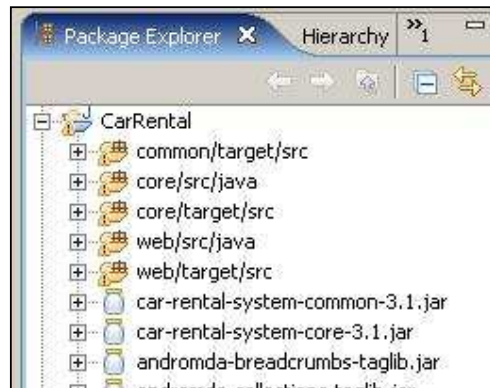 Package Explorer Hierarchy »1
CarRental
common/target/src
core/src/java
core/target/src
web/src/java
web/target/src
car-rental-system-common-3.1.jar
car-rental-system-core-3.1.jar
andromda-breadcrumbs-taglib.jar